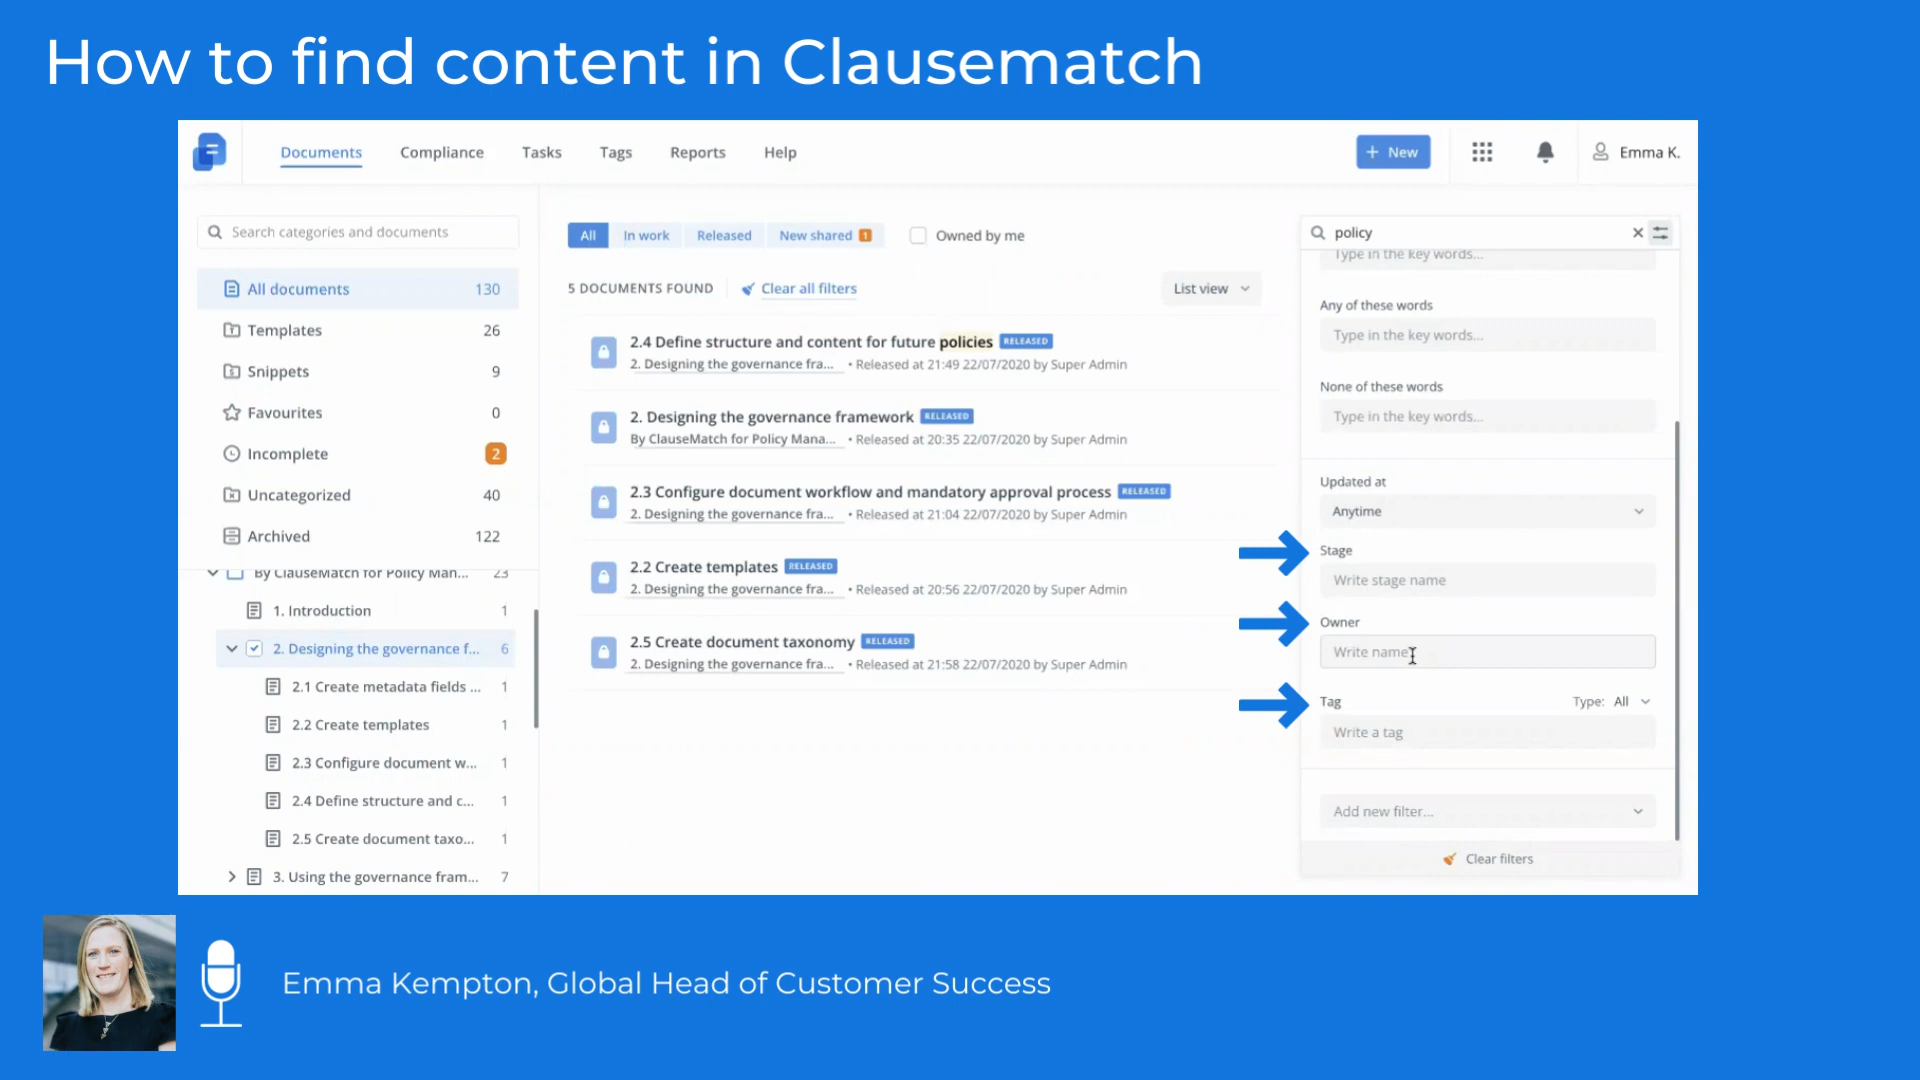 How to find content in Clausematch
Documents
Compliance
Tasks
Tags
Reports
Help
+ New
Emma K.
Search categories and documents
All documents 130
Templates 26
Snippets 9
Favourites 0
Incomplete 2
Uncategorized 40
Archived 122
By ClauseMatch for Policy Man... 23
1. Introduction 1
2. Designing the governance f... 6
2.1 Create metadata fields ... 1
2.2 Create templates 1
2.3 Configure document w... 1
2.4 Define structure and c... 1
2.5 Create document taxo... 1
3. Using the governance fram... 7
All
In work
Released
New shared 1
Owned by me
5 DOCUMENTS FOUND
Clear all filters
List view
2.4 Define structure and content for future policies RELEASED
2. Designing the governance fra... • Released at 21:49 22/07/2020 by Super Admin
2. Designing the governance framework RELEASED
By ClauseMatch for Policy Mana... • Released at 20:35 22/07/2020 by Super Admin
2.3 Configure document workflow and mandatory approval process RELEASED
2. Designing the governance fra... • Released at 21:04 22/07/2020 by Super Admin
2.2 Create templates RELEASED
2. Designing the governance fra... • Released at 20:56 22/07/2020 by Super Admin
2.5 Create document taxonomy RELEASED
2. Designing the governance fra... • Released at 21:58 22/07/2020 by Super Admin
policy
Type in the key words...
Any of these words
Type in the key words...
None of these words
Type in the key words...
Updated at
Anytime
Stage
Write stage name
Owner
Write name
Tag
Type: All
Write a tag
Add new filter...
Clear filters
Emma Kempton, Global Head of Customer Success